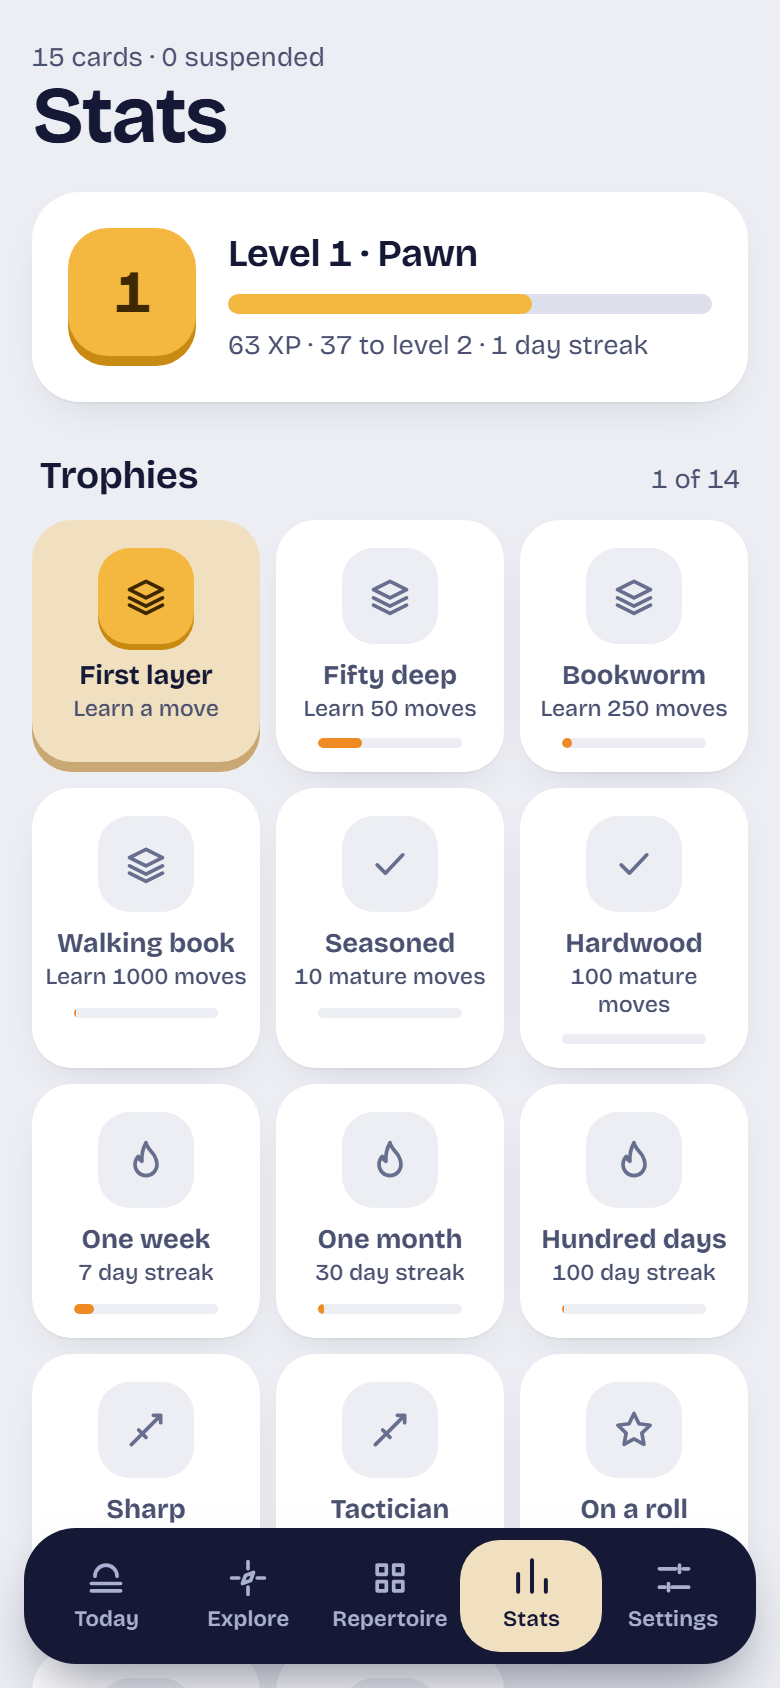 15 cards · 0 suspended
Stats
1
Level 1 · Pawn
63 XP · 37 to level 2 · 1 day streak
Trophies
1 of 14
First layer
Learn a move
Fifty deep
Learn 50 moves
Bookworm
Learn 250 moves
Walking book
Learn 1000 moves
Seasoned
10 mature moves
Hardwood
100 mature
moves
One week
7 day streak
One month
30 day streak
Hundred days
100 day streak
Sharp
Tactician
On a roll
Today
Explore
Repertoire
Stats
Settings